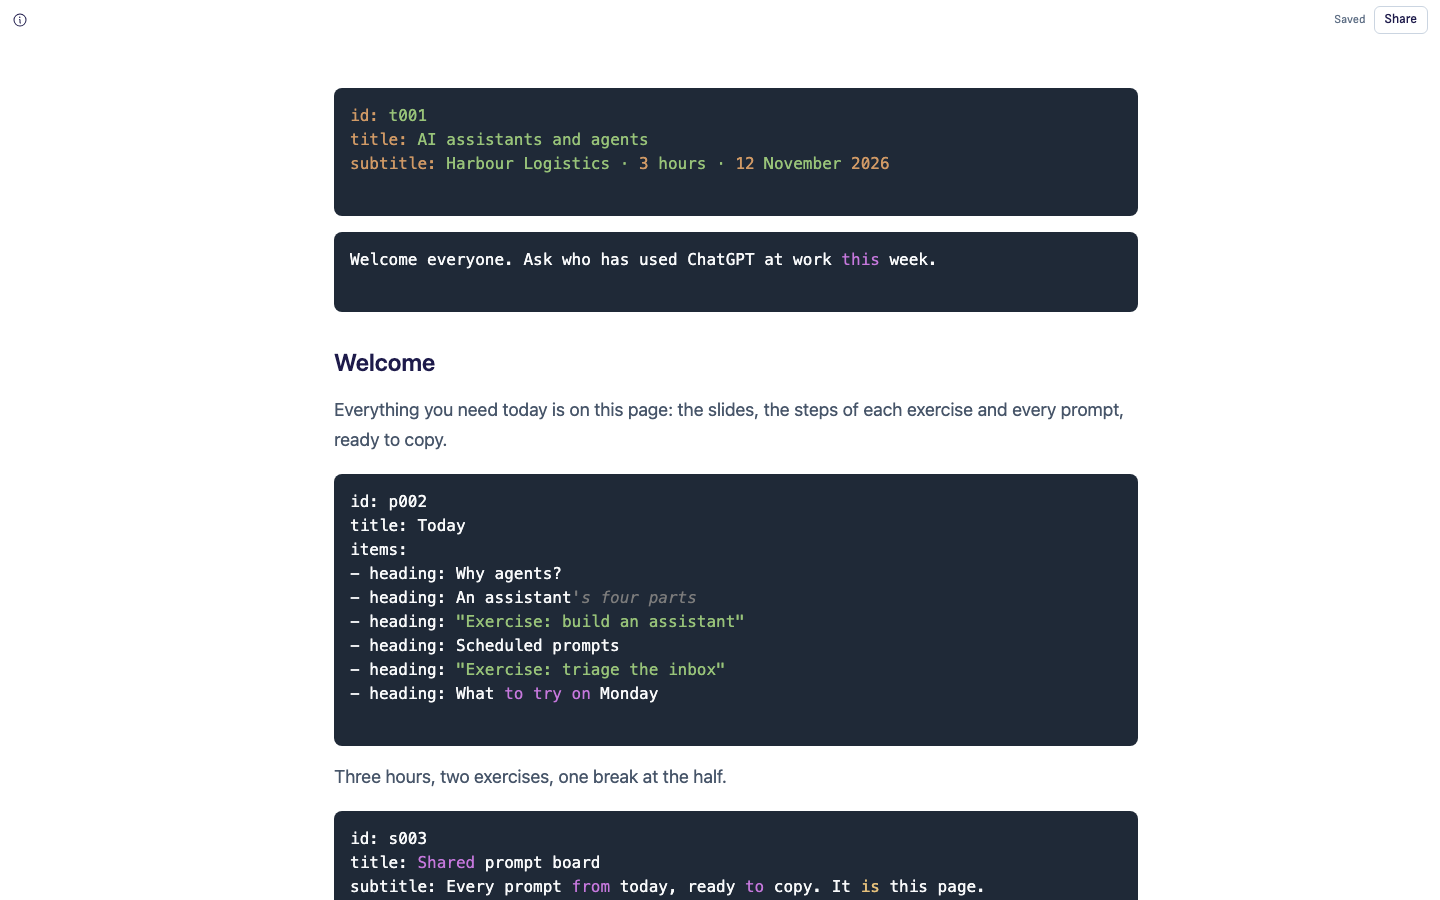 Saved
Share
id: t001
title: AI assistants and agents
subtitle: Harbour Logistics · 3 hours · 12 November 2026
Welcome everyone. Ask who has used ChatGPT at work this week.
Welcome
Everything you need today is on this page: the slides, the steps of each exercise and every prompt,
ready to copy.
id: p002
title: Today
items:
- heading: Why agents?
- heading: An assistant's four parts
- heading: "Exercise: build an assistant"
- heading: Scheduled prompts
- heading: "Exercise: triage the inbox"
- heading: What to try on Monday
Three hours, two exercises, one break at the half.
id: s003
title: Shared prompt board
subtitle: Every prompt from today, ready to copy. It is this page.